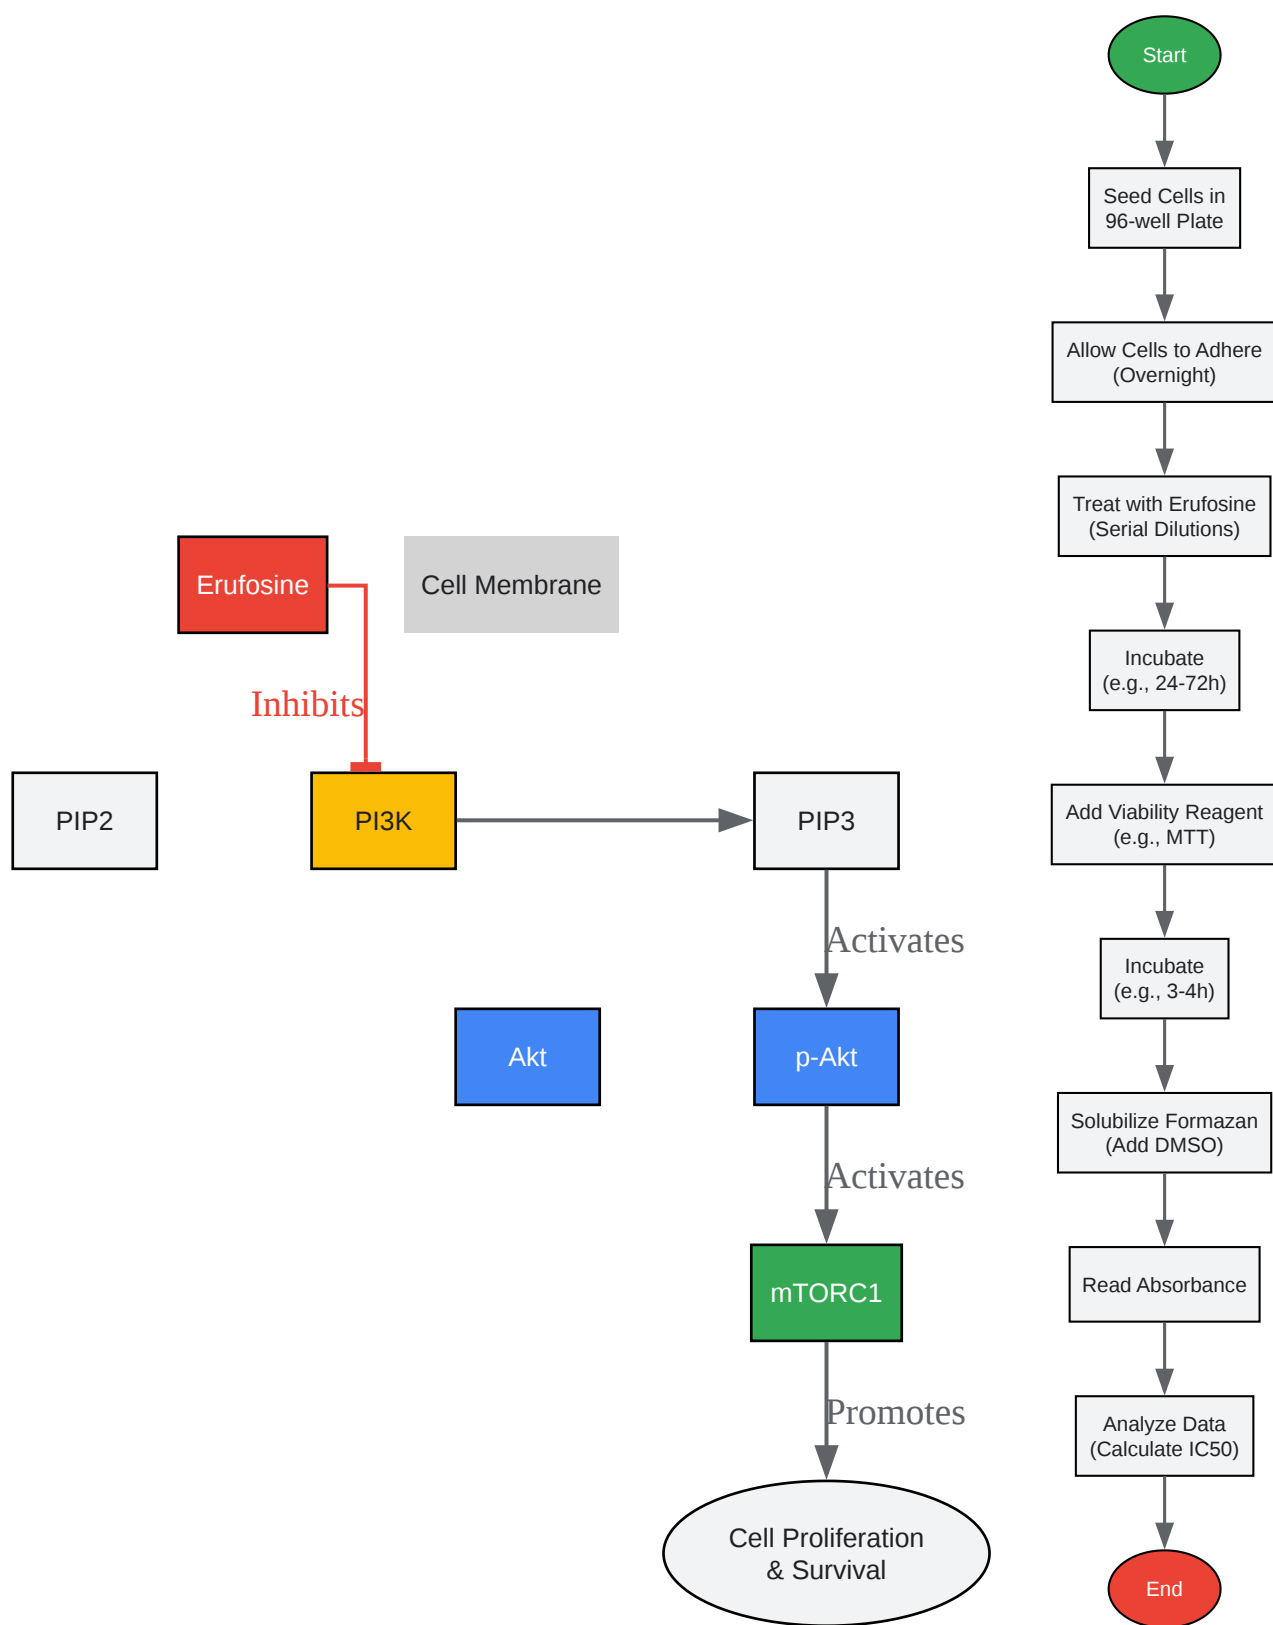 Erufosine
Cell Membrane
Inhibits
PIP2
PI3K
PIP3
Activates
Akt
p-Akt
Activates
mTORC1
Promotes
Cell Proliferation
& Survival
Start
Seed Cells in
96-well Plate
Allow Cells to Adhere
(Overnight)
Treat with Erufosine
(Serial Dilutions)
Incubate
(e.g., 24-72h)
Add Viability Reagent
(e.g., MTT)
Incubate
(e.g., 3-4h)
Solubilize Formazan
(Add DMSO)
Read Absorbance
Analyze Data
(Calculate IC50)
End